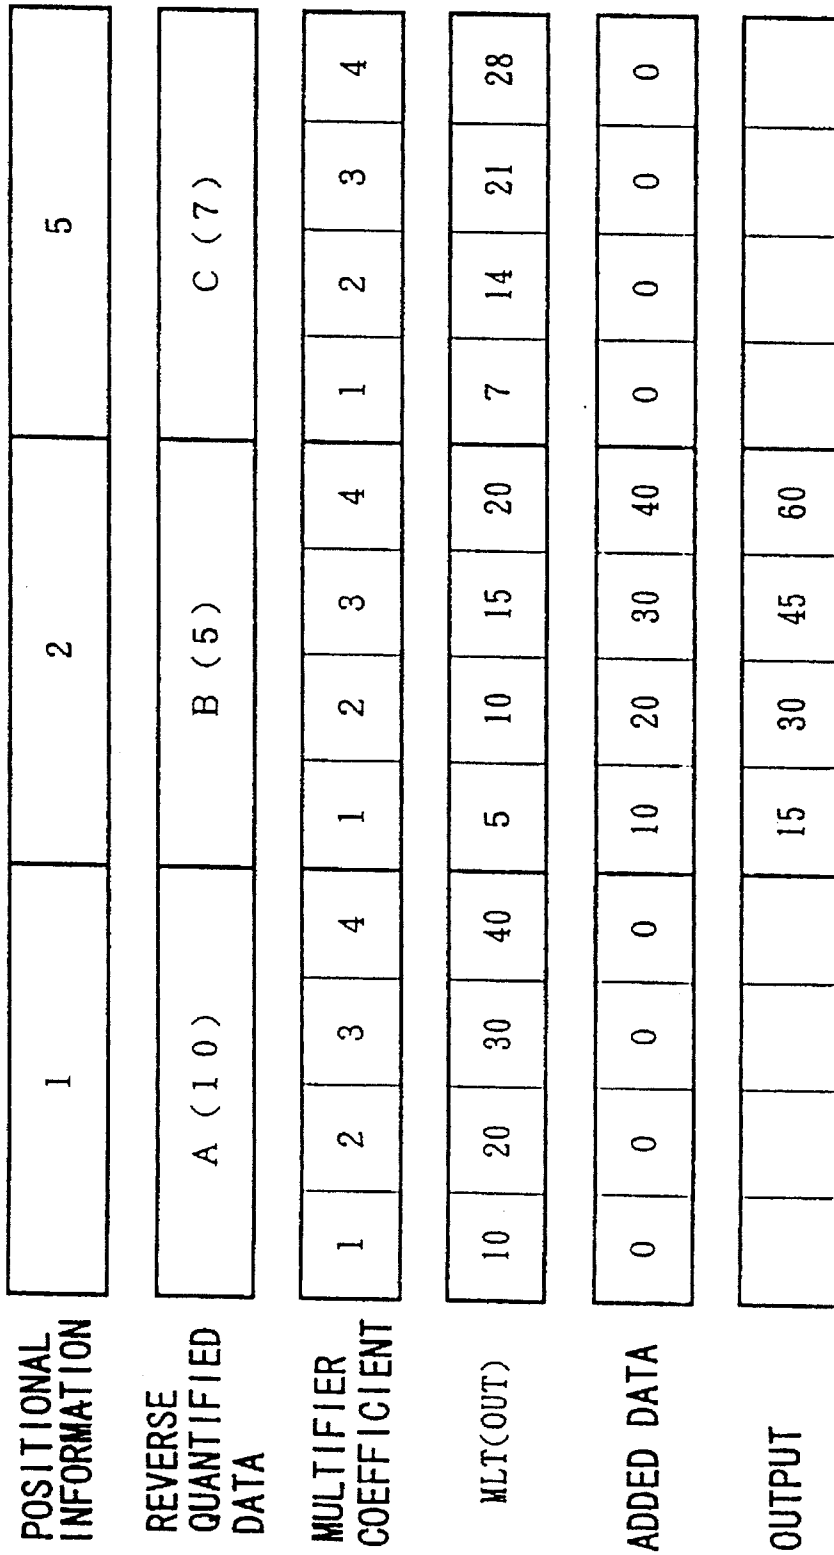 POSITIONAL
INFORMATION
1 2 5
REVERSE
QUANTIFIED
DATA
A (10) B (5) C (7)
MULTIFIER
COEFFICIENT
1 2 3 4 1 2 3 4 1 2 3 4
MLT(OUT)
10 20 30 40 5 10 15 20 7 14 21 28
ADDED DATA
0 0 0 0 10 20 30 40 0 0 0 0
OUTPUT
15 30 45 60